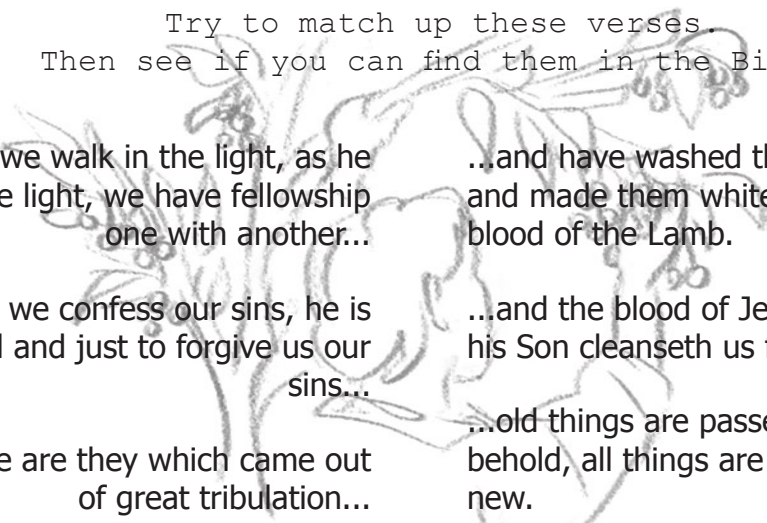 Try to match up these verses.
Then see if you can find them in the Bi
we walk in the light, as he
e light, we have fellowship
one with another...
we confess our sins, he is
l and just to forgive us our
sins...
e are they which came out
of great tribulation...
...and have washed th
and made them white
blood of the Lamb.
...and the blood of Je
his Son cleanseth us f
...old things are passe
behold, all things are
new.